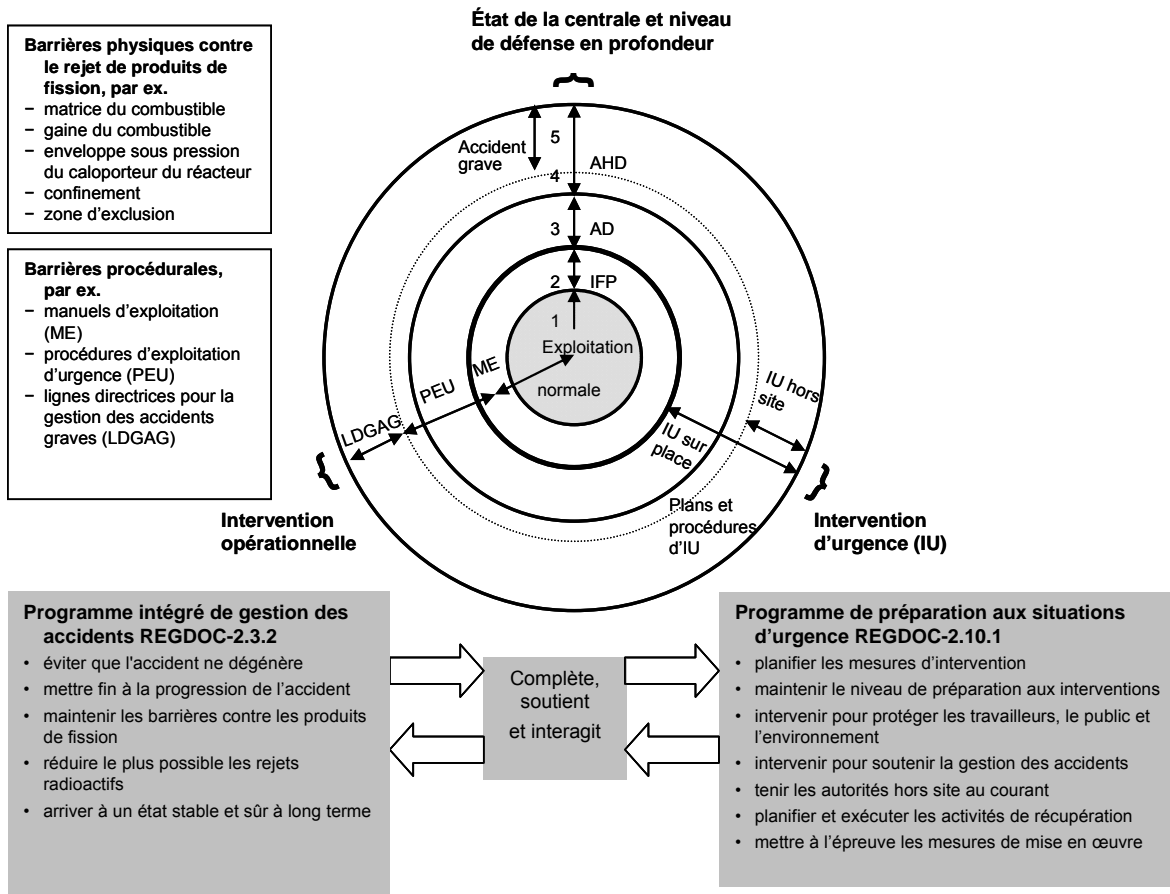 État de la centrale et niveau
de défense en profondeur
Barrières physiques contre
le rejet de produits de
fission, par ex.
− matrice du combustible
− gaine du combustible
− enveloppe sous pression
du caloporteur du réacteur
− confinement
− zone d'exclusion
Barrières procédurales,
par ex.
− manuels d'exploitation
(ME)
− procédures d'exploitation
d'urgence (PEU)
− lignes directrices pour la
gestion des accidents
graves (LDGAG)
Accident
grave
5
4
AHD
3
AD
2
IFP
1
Exploitation
normale
ME
PEU
LDGAG
IU hors
site
IU sur
place
Plans et
procédures
d'IU
Intervention
opérationnelle
Intervention
d'urgence (IU)
Programme intégré de gestion des
accidents REGDOC-2.3.2
• éviter que l'accident ne dégénère
• mettre fin à la progression de l'accident
• maintenir les barrières contre les produits
de fission
• réduire le plus possible les rejets
radioactifs
• arriver à un état stable et sûr à long terme
Complète,
soutient
et interagit
Programme de préparation aux situations
d'urgence REGDOC-2.10.1
• planifier les mesures d'intervention
• maintenir le niveau de préparation aux interventions
• intervenir pour protéger les travailleurs, le public et
l'environnement
• intervenir pour soutenir la gestion des accidents
• tenir les autorités hors site au courant
• planifier et exécuter les activités de récupération
• mettre à l'épreuve les mesures de mise en œuvre